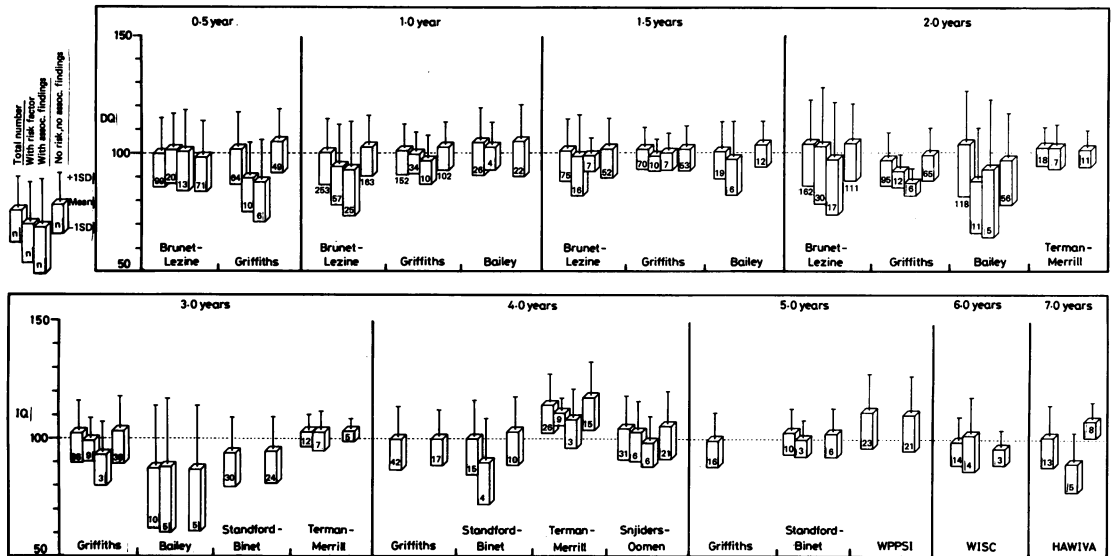 0·5 year 1·0 year 1·5 years 2·0 years
150
DQ
100
50
Total number
With risk factor
With assoc. findings
No risk, no assoc. findings
+1SD
Mean
-1SD
n n n n
99 20 13 71
64 10 6 49
253 57 25 163
152 34 10 102
26 4 22
75 16 7 52
70 10 7 53
19 6 12
162 30 17 111
95 12 6 65
118 11 5 56
18 7 11
Brunet-Lezine Griffiths Brunet-Lezine Griffiths Bailey Brunet-Lezine Griffiths Bailey Brunet-Lezine Griffiths Bailey Terman-Merrill
3·0 years 4·0 years 5·0 years 6·0 years 7·0 years
150
IQ
100
50
9 3
10 5 5
30 24
12 7 5
42 17
15 4 10
26 9 3 15
31 6 6 21
16
10 3 6
23 21
14 4 3
13 5 8
Griffiths Bailey Standford-Binet Terman-Merrill Griffiths Standford-Binet Terman-Merrill Snjiders-Oomen Griffiths Standford-Binet WPPSI WISC HAWIVA